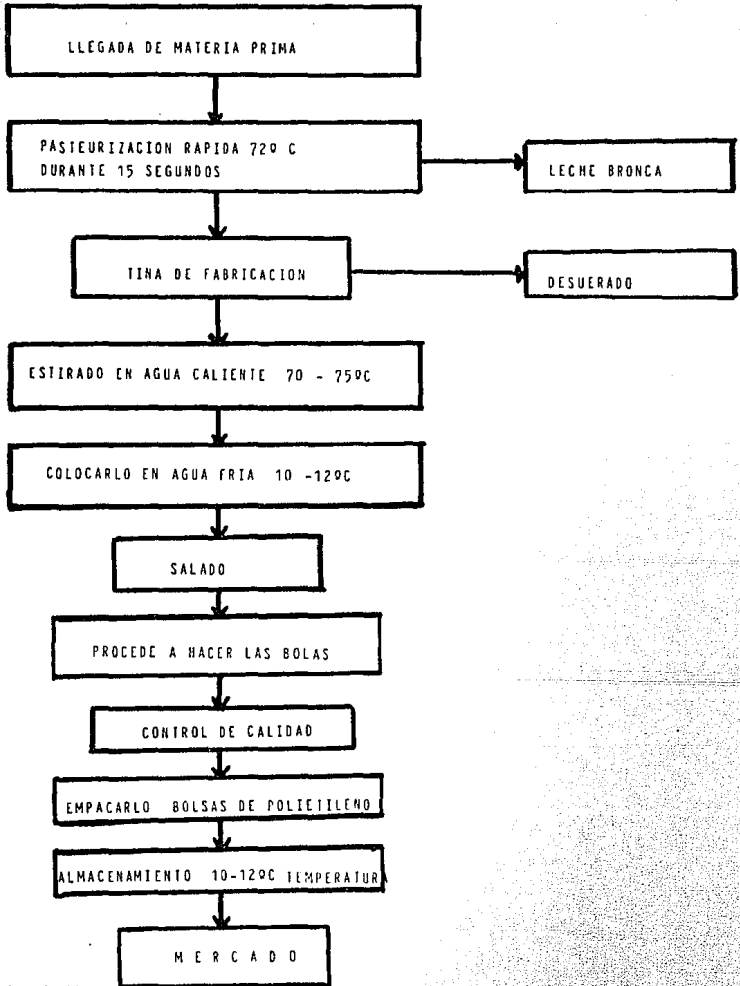 LLEGADA DE MATERIA PRIMA
PASTEURIZACION RAPIDA 72º C
DURANTE 15 SEGUNDOS
LECHE BRONCA
TINA DE FABRICACION
DESUERADO
ESTIRADO EN AGUA CALIENTE 70 - 75ºC
COLOCARLO EN AGUA FRIA 10 -12ºC
SALADO
PROCEDE A HACER LAS BOLAS
CONTROL DE CALIDAD
EMPACARLO BOLSAS DE POLIETILENO
ALMACENAMIENTO 10-12ºC TEMPERATURA
M E R C A D O